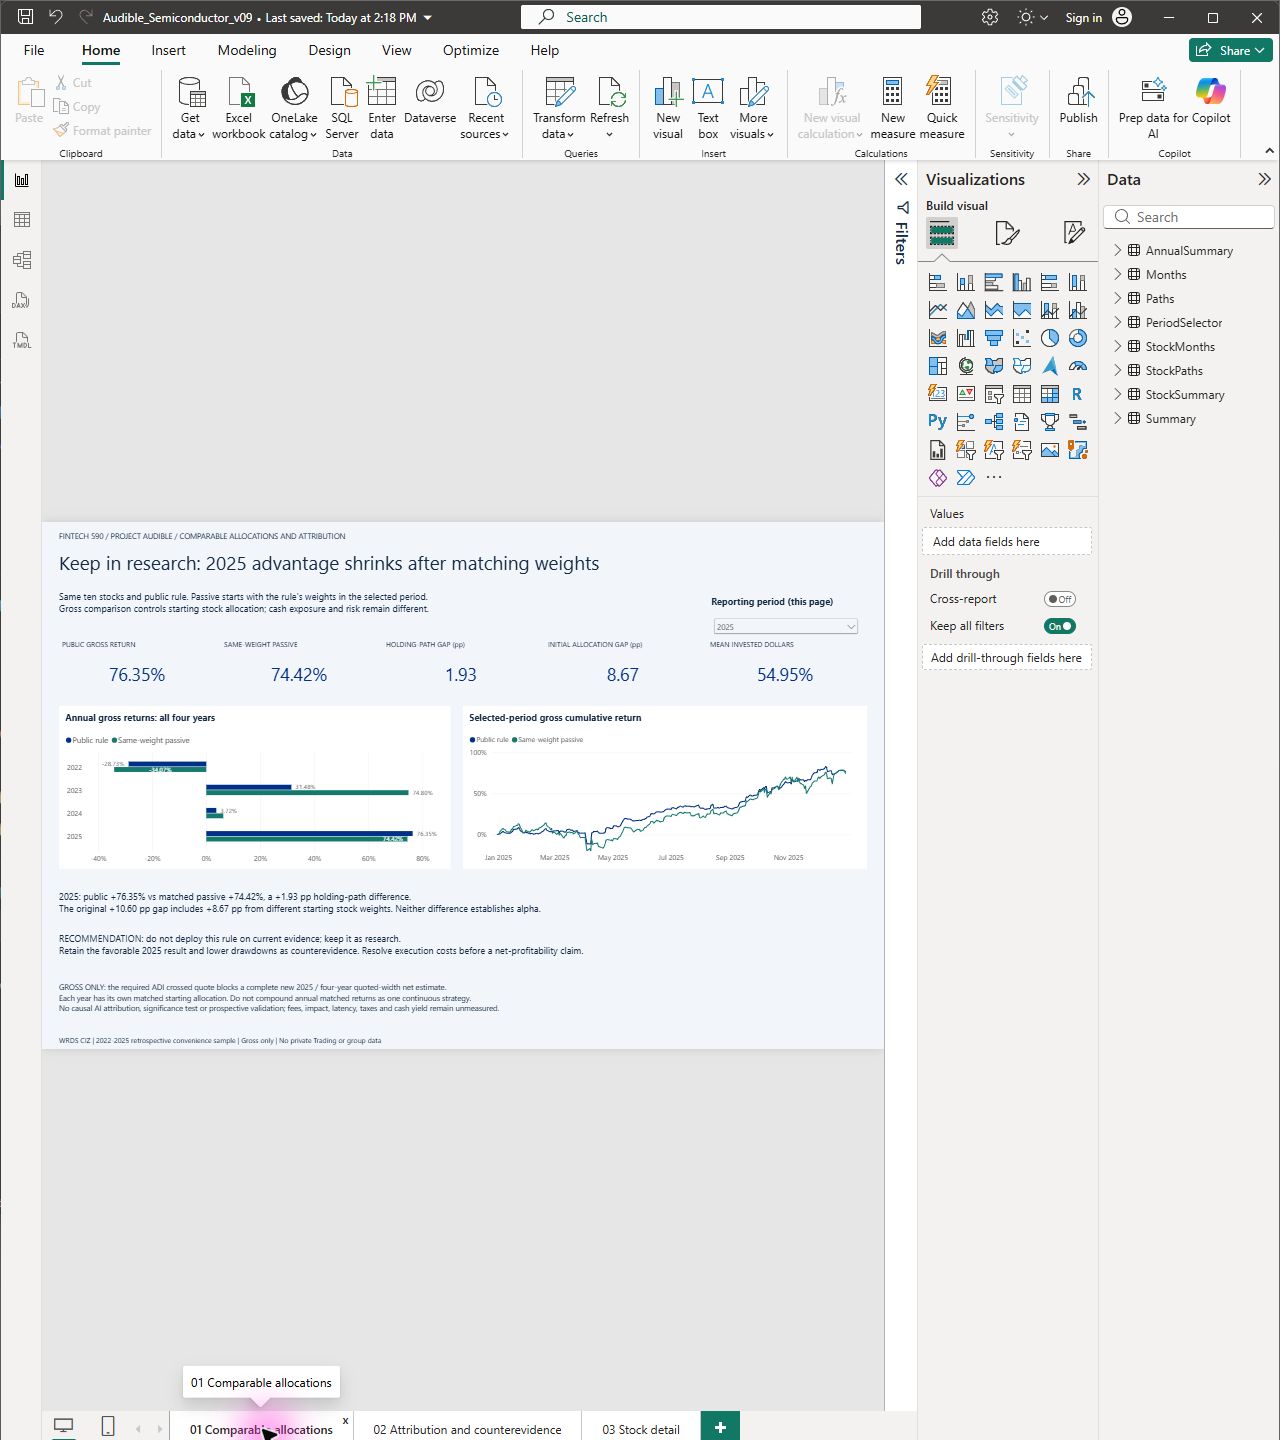 Audible_Semiconductor_v09 • Last saved: Today at 2:18 PM
Search
Sign in
File Home Insert Modeling Design View Optimize Help
Share
Paste
Cut
Copy
Format painter
Clipboard
Get data
Excel workbook
OneLake catalog
SQL Server
Enter data
Dataverse
Recent sources
Data
Transform data
Refresh
Queries
New visual
Text box
More visuals
Insert
New visual calculation
New measure
Quick measure
Calculations
Sensitivity
Sensitivity
Publish
Share
Prep data for AI
Copilot
Copilot
DAX
TMDL
FINTECH 590 / PROJECT AUDIBLE / COMPARABLE ALLOCATIONS AND ATTRIBUTION
Keep in research: 2025 advantage shrinks after matching weights
Same ten stocks and public rule. Passive starts with the rule's weights in the selected period.
Gross comparison controls starting stock allocation; cash exposure and risk remain different.
Reporting period (this page)
2025
PUBLIC GROSS RETURN
SAME-WEIGHT PASSIVE
HOLDING-PATH GAP (pp)
INITIAL ALLOCATION GAP (pp)
MEAN INVESTED DOLLARS
76.35%
74.42%
1.93
8.67
54.95%
Annual gross returns: all four years
Public rule Same-weight passive
2022
-28.73%
-34.07%
2023
31.48%
74.80%
2024
2025
76.35%
74.42%
-40% -20% 0% 20% 40% 60% 80%
Selected-period gross cumulative return
Public rule Same-weight passive
100%
50%
0%
Jan 2025 Mar 2025 May 2025 Jul 2025 Sep 2025 Nov 2025
2025: public +76.35% vs matched passive +74.42%, a +1.93 pp holding-path difference.
The original +10.60 pp gap includes +8.67 pp from different starting stock weights. Neither difference establishes alpha.
RECOMMENDATION: do not deploy this rule on current evidence; keep it as research.
Retain the favorable 2025 result and lower drawdowns as counterevidence. Resolve execution costs before a net-profitability claim.
GROSS ONLY: the required ADI crossed quote blocks a complete new 2025 / four-year quoted-width net estimate.
Each year has its own matched starting allocation. Do not compound annual matched returns as one continuous strategy.
No causal AI attribution, significance test or prospective validation; fees, impact, latency, taxes and cash yield remain unmeasured.
WRDS CIZ | 2022-2025 retrospective convenience sample | Gross only | No private Trading or group data
Filters
Visualizations
Build visual
123
R
Py
Values
Add data fields here
Drill through
Cross-report
Off
Keep all filters
On
Add drill-through fields here
Data
Search
AnnualSummary
Months
Paths
PeriodSelector
StockMonths
StockPaths
StockSummary
Summary
01 Comparable allocations
01 Comparable allocations
x
02 Attribution and counterevidence
03 Stock detail
+